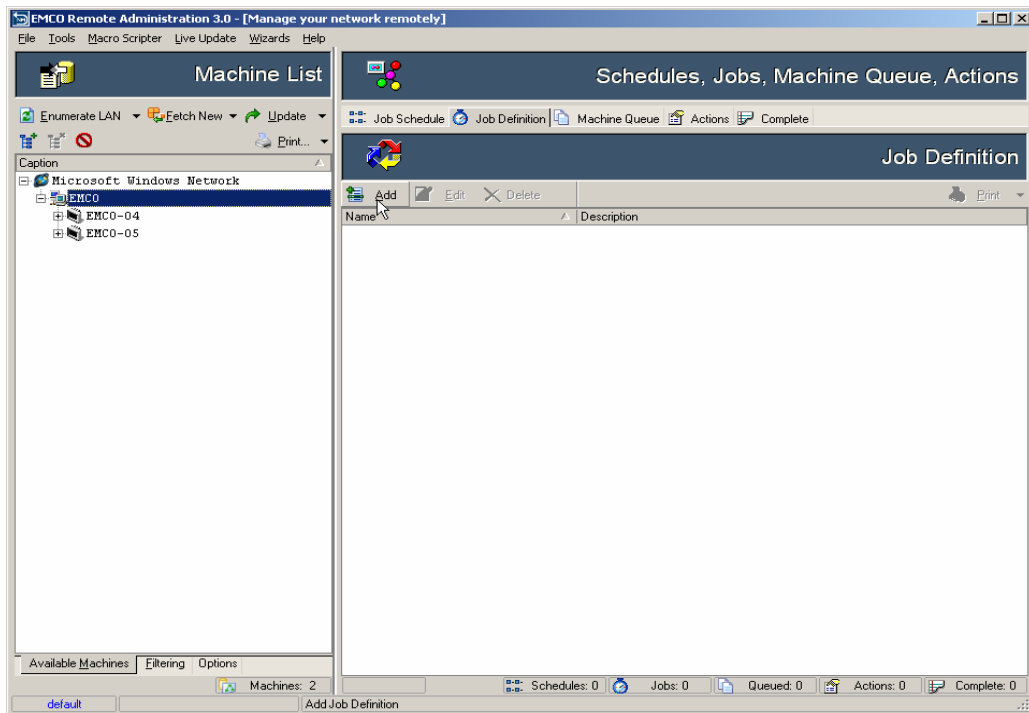 EMCO Remote Administration 3.0 - [Manage your network remotely]
File Tools Macro Scripter Live Update Wizards Help
Machine List
Enumerate LAN Fetch New Update
Print...
Caption
Microsoft Windows Network
EMCO
EMCO-04
EMCO-05
Available Machines Filtering Options
Machines: 2
Schedules, Jobs, Machine Queue, Actions
Job Schedule Job Definition Machine Queue Actions Complete
Job Definition
Add Edit Delete Print
Name Description
Schedules: 0 Jobs: 0 Queued: 0 Actions: 0 Complete: 0
default Add Job Definition